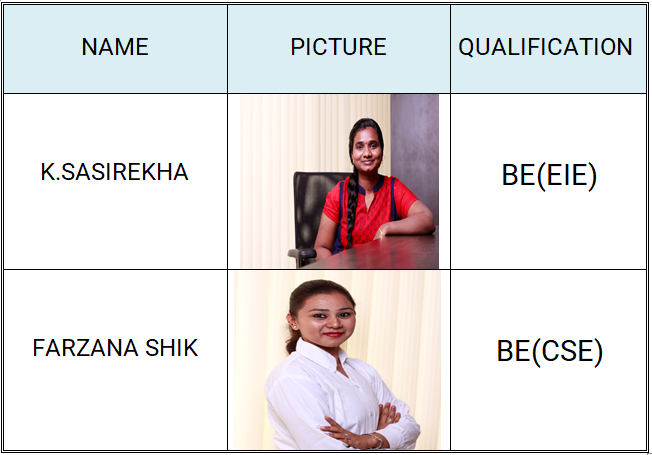 NAME PICTURE QUALIFICATION
K.SASIREKHA BE(EIE)
FARZANA SHIK BE(CSE)